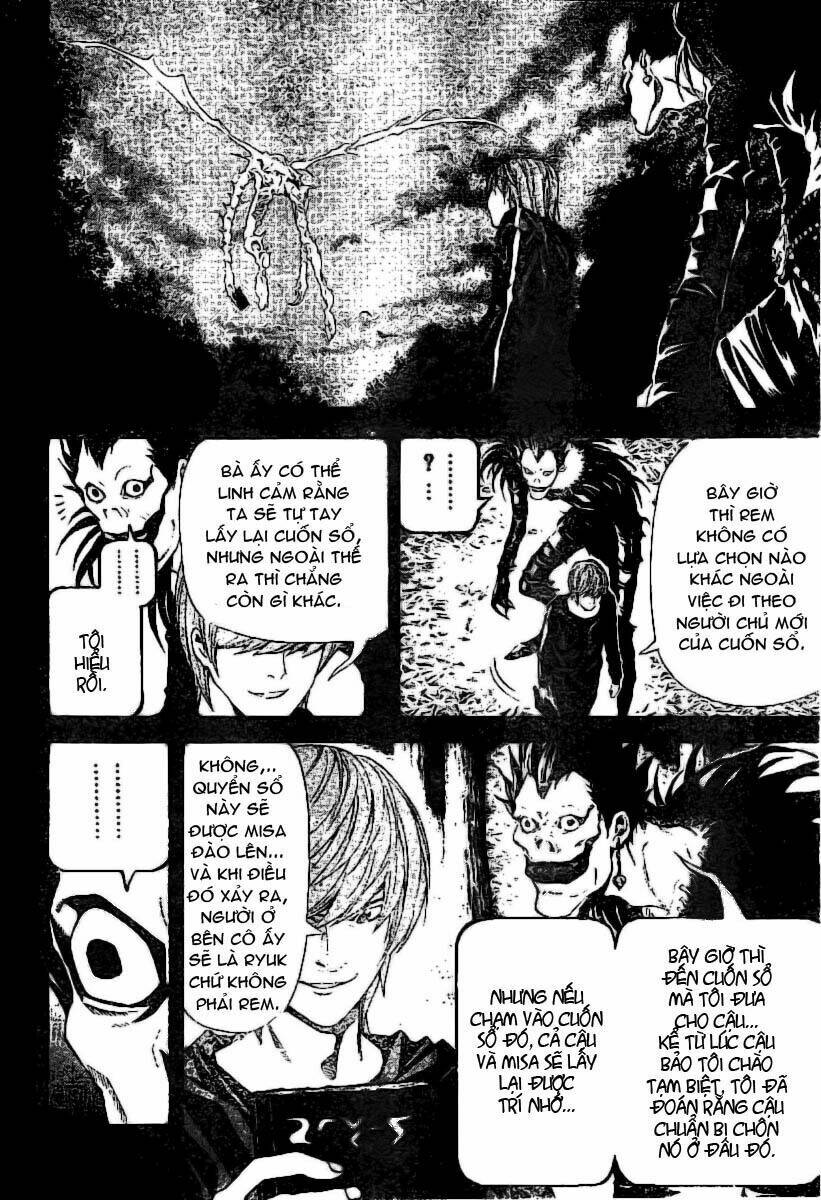 BÂY GIỜ
THÌ REM
KHÔNG CÓ
LỰA CHỌN NÀO
KHÁC NGOÀI
VIỆC ĐI THEO
NGƯỜI CHỦ MỚI
CỦA CUỐN SỔ.
.........
? ...
BÀ ẤY CÓ THỂ
LINH CẢM RẰNG
TA SẼ TỰ TAY
LẤY LẠI CUỐN SỔ,
NHƯNG NGOÀI THẾ
RA THÌ CHẲNG
CÒN GÌ KHÁC.
.........
TÔI
HIỂU
RỒI.
BÂY GIỜ THÌ
ĐẾN CUỐN SỔ
MÀ TÔI ĐƯA
CHO CẬU...
KỂ TỪ LÚC CẬU
BẢO TÔI CHÀO
TẠM BIỆT, TÔI ĐÃ
ĐOÁN RẰNG CẬU
CHUẨN BỊ CHÔN
NÓ Ở ĐÂU ĐÓ.
NHƯNG NẾU
CHẠM VÀO CUỐN
SỔ ĐÓ, CẢ CẬU
VÀ MISA SẼ LẤY
LẠI ĐƯỢC
TRÍ NHỚ...
KHÔNG,..
QUYỂN SỔ
NÀY SẼ
ĐƯỢC MISA
ĐÀO LÊN...
VÀ KHI ĐIỀU
ĐÓ XẢY RA,
NGƯỜI Ở
BÊN CÔ ẤY
SẼ LÀ RYUK
CHỨ KHÔNG
PHẢI REM.
.........